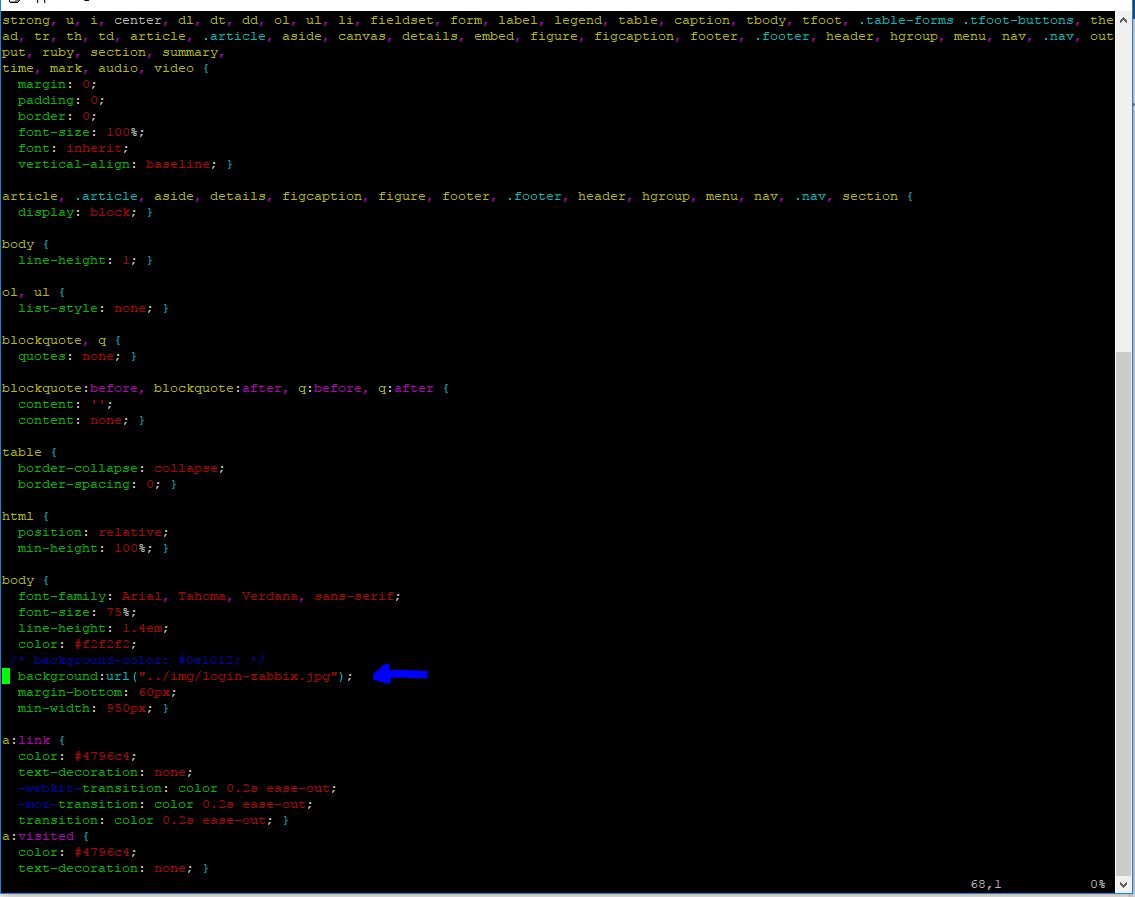 strong, u, i, center, dl, dt, dd, ol, ul, li, fieldset, form, label, legend, table, caption, tbody, tfoot, .table-forms .tfoot-buttons, the
ad, tr, th, td, article, .article, aside, canvas, details, embed, figure, figcaption, footer, .footer, header, hgroup, menu, nav, .nav, out
put, ruby, section, summary,
time, mark, audio, video {
  margin: 0;
  padding: 0;
  border: 0;
  font-size: 100%;
  font: inherit;
  vertical-align: baseline; }

article, .article, aside, details, figcaption, figure, footer, .footer, header, hgroup, menu, nav, .nav, section {
  display: block; }

body {
  line-height: 1; }

ol, ul {
  list-style: none; }

blockquote, q {
  quotes: none; }

blockquote:before, blockquote:after, q:before, q:after {
  content: '';
  content: none; }

table {
  border-collapse: collapse;
  border-spacing: 0; }

html {
  position: relative;
  min-height: 100%; }

body {
  font-family: Arial, Tahoma, Verdana, sans-serif;
  font-size: 75%;
  line-height: 1.4em;
  color: #f2f2f2;
 /* background-color: #0e1012; */
  background:url("../img/login-zabbix.jpg");
  margin-bottom: 60px;
  min-width: 950px; }

a:link {
  color: #4796c4;
  text-decoration: none;
  -webkit-transition: color 0.2s ease-out;
  -moz-transition: color 0.2s ease-out;
  transition: color 0.2s ease-out; }
a:visited {
  color: #4796c4;
  text-decoration: none; }
68,1 0%